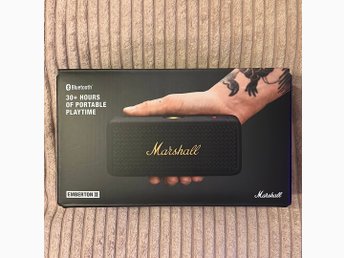 Bluetooth®
30+ HOURS
OF PORTABLE
PLAYTIME
Marshall
EMBERTON II
Marshall